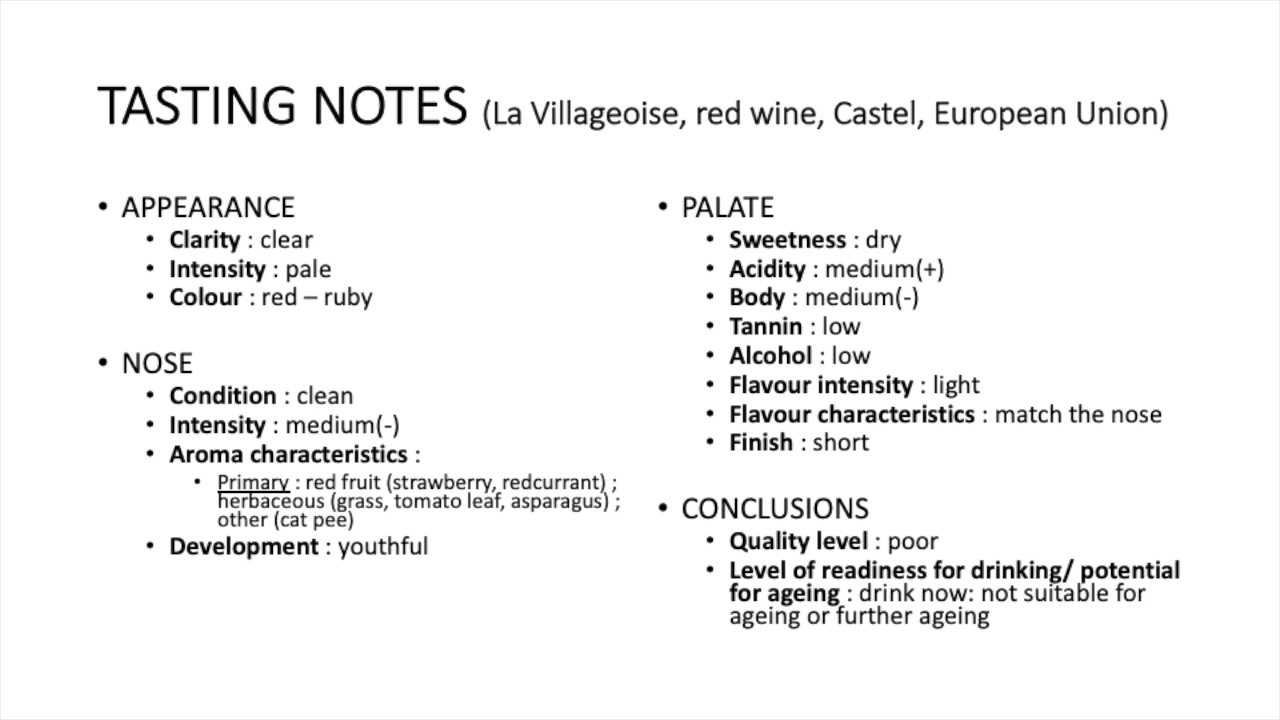 TASTING NOTES (La Villageoise, red wine, Castel, European Union)
• APPEARANCE
• Clarity : clear
• Intensity : pale
• Colour : red – ruby
• NOSE
• Condition : clean
• Intensity : medium(-)
• Aroma characteristics :
• Primary : red fruit (strawberry, redcurrant) ;
herbaceous (grass, tomato leaf, asparagus) ;
other (cat pee)
• Development : youthful
• PALATE
• Sweetness : dry
• Acidity : medium(+)
• Body : medium(-)
• Tannin : low
• Alcohol : low
• Flavour intensity : light
• Flavour characteristics : match the nose
• Finish : short
• CONCLUSIONS
• Quality level : poor
• Level of readiness for drinking/ potential
for ageing : drink now: not suitable for
ageing or further ageing